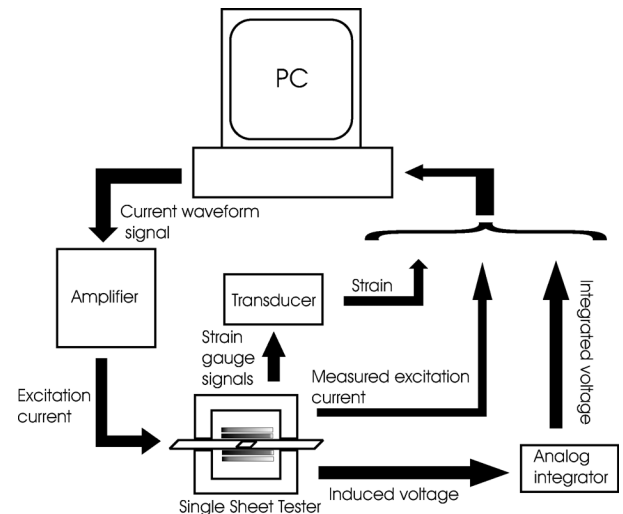 PC
Current waveform
signal
Amplifier
Transducer
Strain
Strain
gauge
signals
Measured excitation
current
Integrated voltage
Excitation
current
Analog
integrator
Induced voltage
Single Sheet Tester